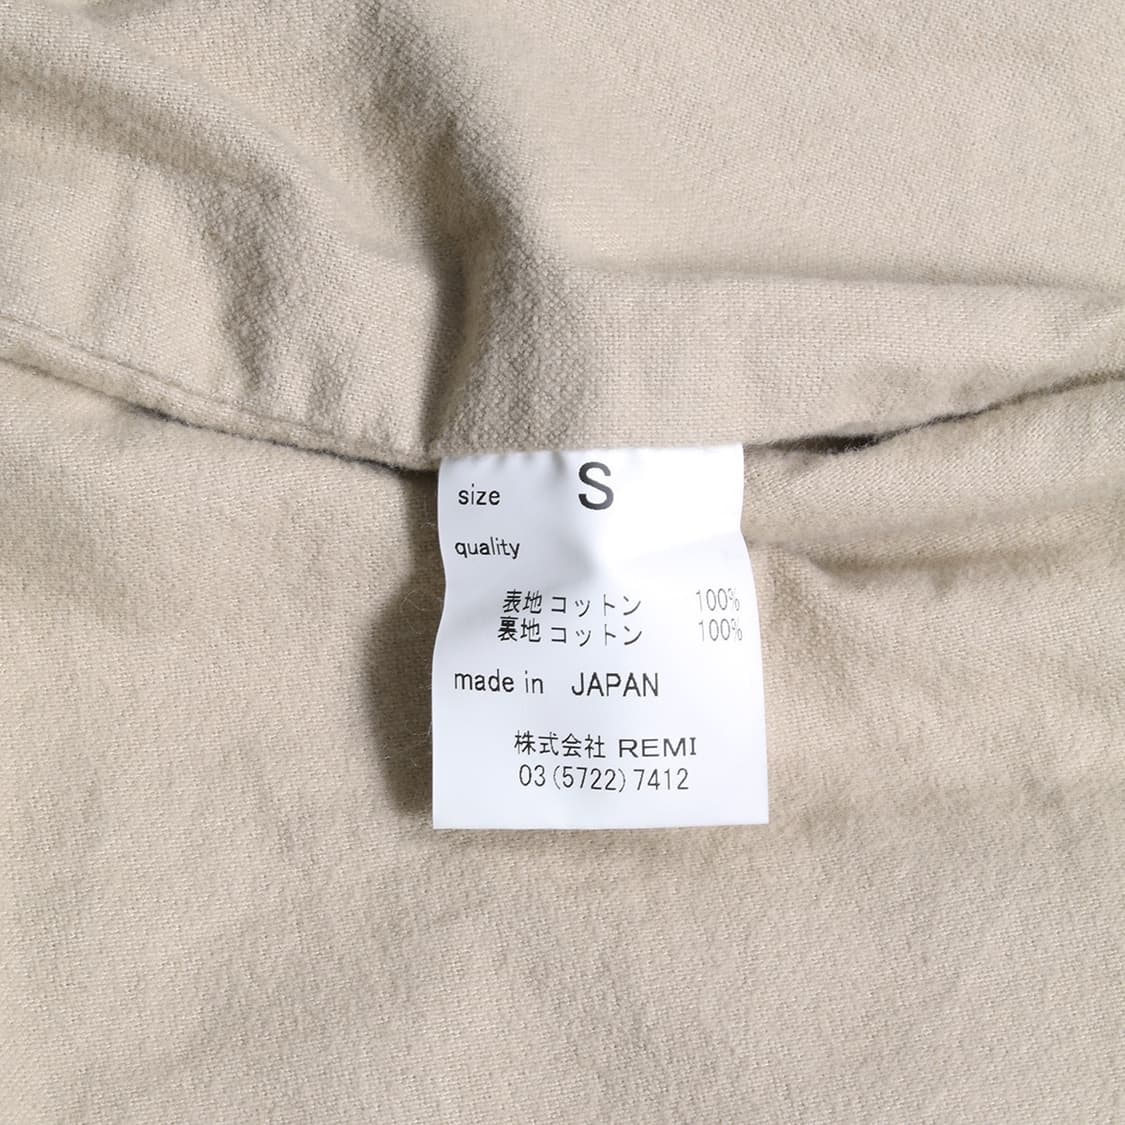 size S
quality
表地 コットン 100%
裏地 コットン 100%
made in JAPAN
株式会社 REMI
03(5722)7412